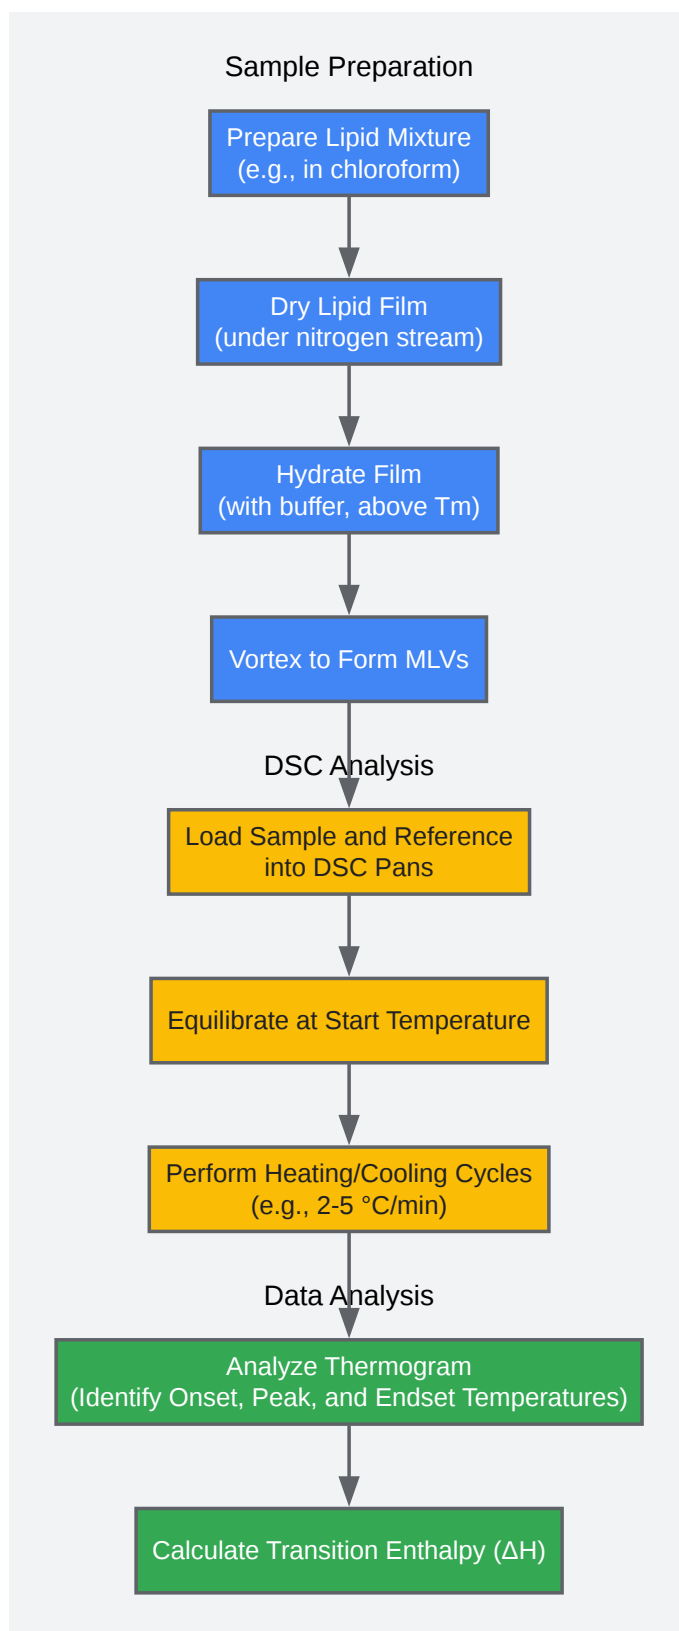 Sample Preparation
Prepare Lipid Mixture
(e.g., in chloroform)
Dry Lipid Film
(under nitrogen stream)
Hydrate Film
(with buffer, above Tm)
Vortex to Form MLVs
DSC Analysis
Load Sample and Reference
into DSC Pans
Equilibrate at Start Temperature
Perform Heating/Cooling Cycles
(e.g., 2-5 °C/min)
Data Analysis
Analyze Thermogram
(Identify Onset, Peak, and Endset Temperatures)
Calculate Transition Enthalpy (ΔH)